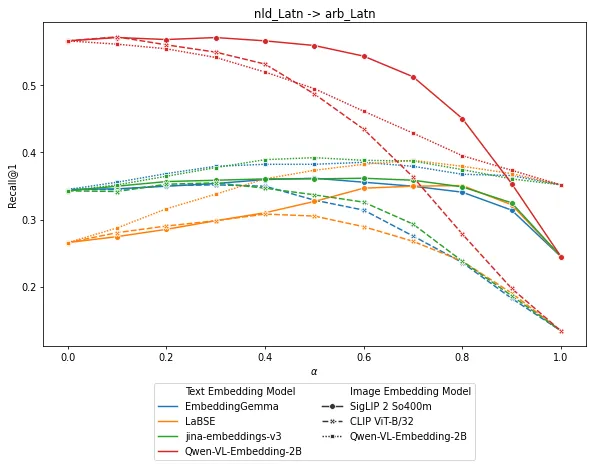 nld_Latn -> arb_Latn
Recall@1
0.5
0.4
0.3
0.2
0.0 0.2 0.4 0.6 0.8 1.0
α
Text Embedding Model Image Embedding Model
EmbeddingGemma SigLIP 2 So400m
LaBSE CLIP ViT-B/32
jina-embeddings-v3 Qwen-VL-Embedding-2B
Qwen-VL-Embedding-2B